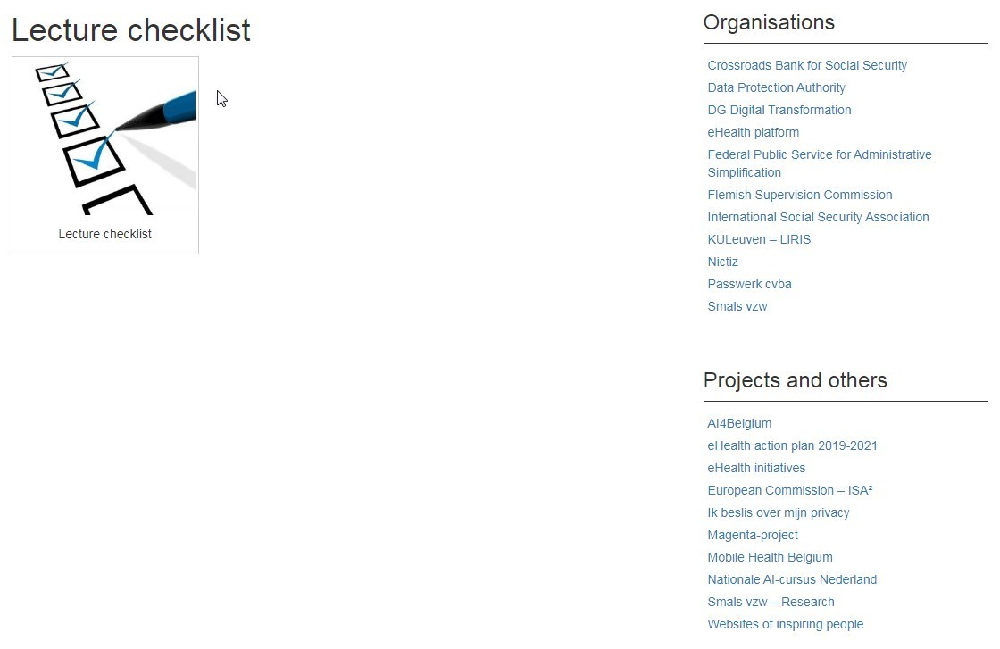 Lecture checklist
Lecture checklist
Organisations
Crossroads Bank for Social Security
Data Protection Authority
DG Digital Transformation
eHealth platform
Federal Public Service for Administrative
Simplification
Flemish Supervision Commission
International Social Security Association
KULeuven – LIRIS
Nictiz
Passwerk cvba
Smals vzw
Projects and others
AI4Belgium
eHealth action plan 2019-2021
eHealth initiatives
European Commission – ISA²
Ik beslis over mijn privacy
Magenta-project
Mobile Health Belgium
Nationale AI-cursus Nederland
Smals vzw – Research
Websites of inspiring people